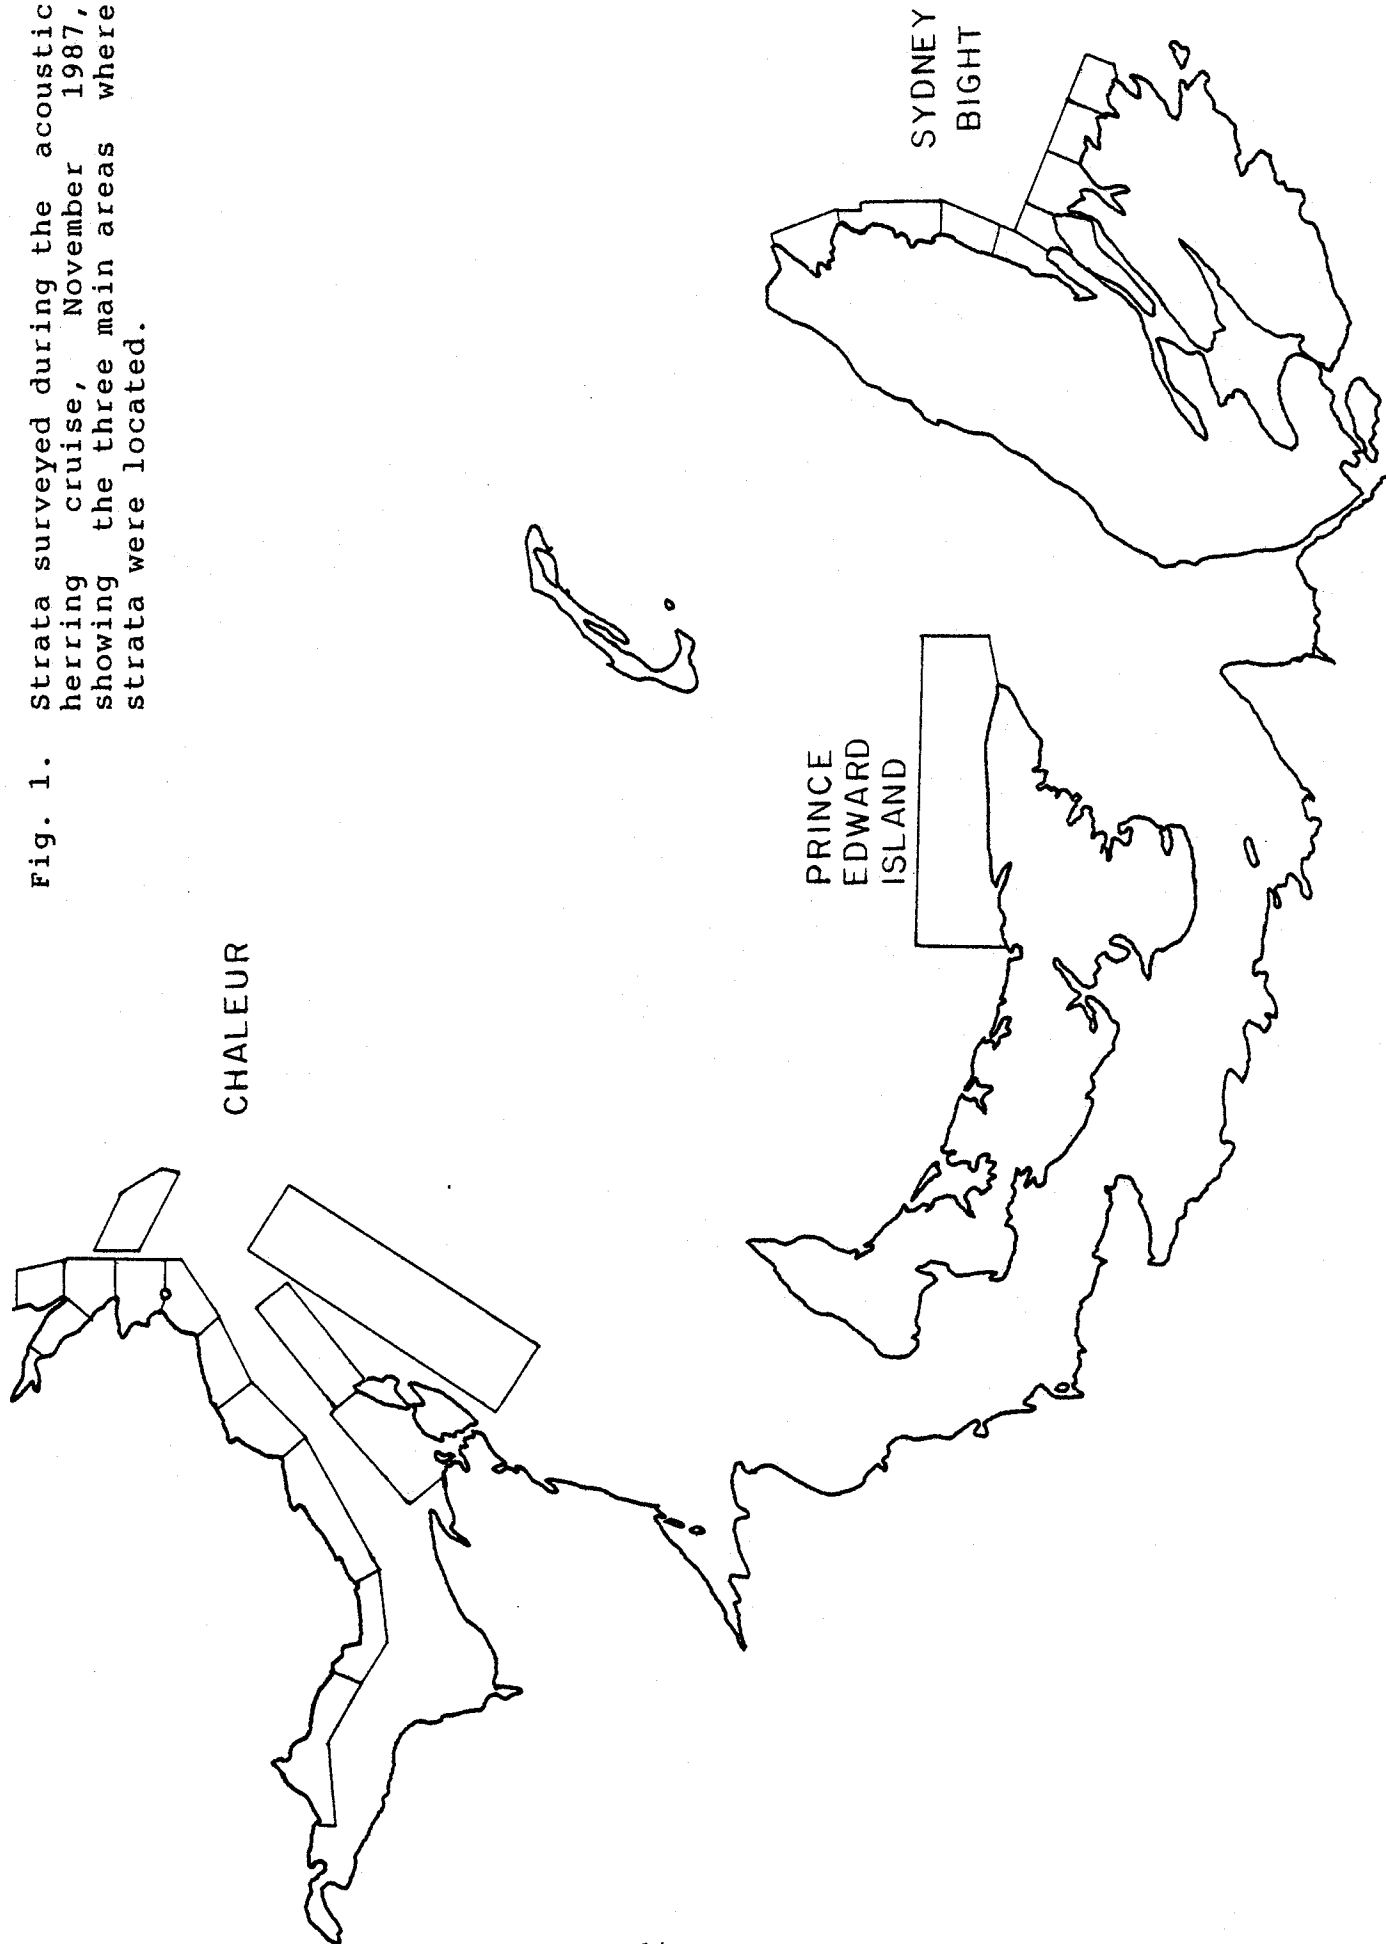 Fig. 1. Strata surveyed during the acoustic
herring cruise, November 1987,
showing the three main areas where
strata were located.
CHALEUR
PRINCE
EDWARD
ISLAND
SYDNEY
BIGHT